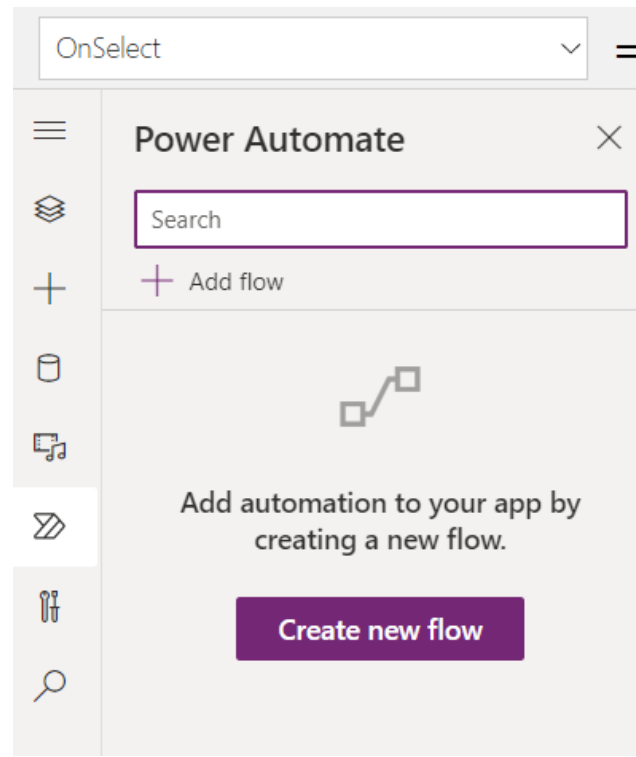 OnSelect =
Power Automate
Search
Add flow
Add automation to your app by
creating a new flow.
Create new flow